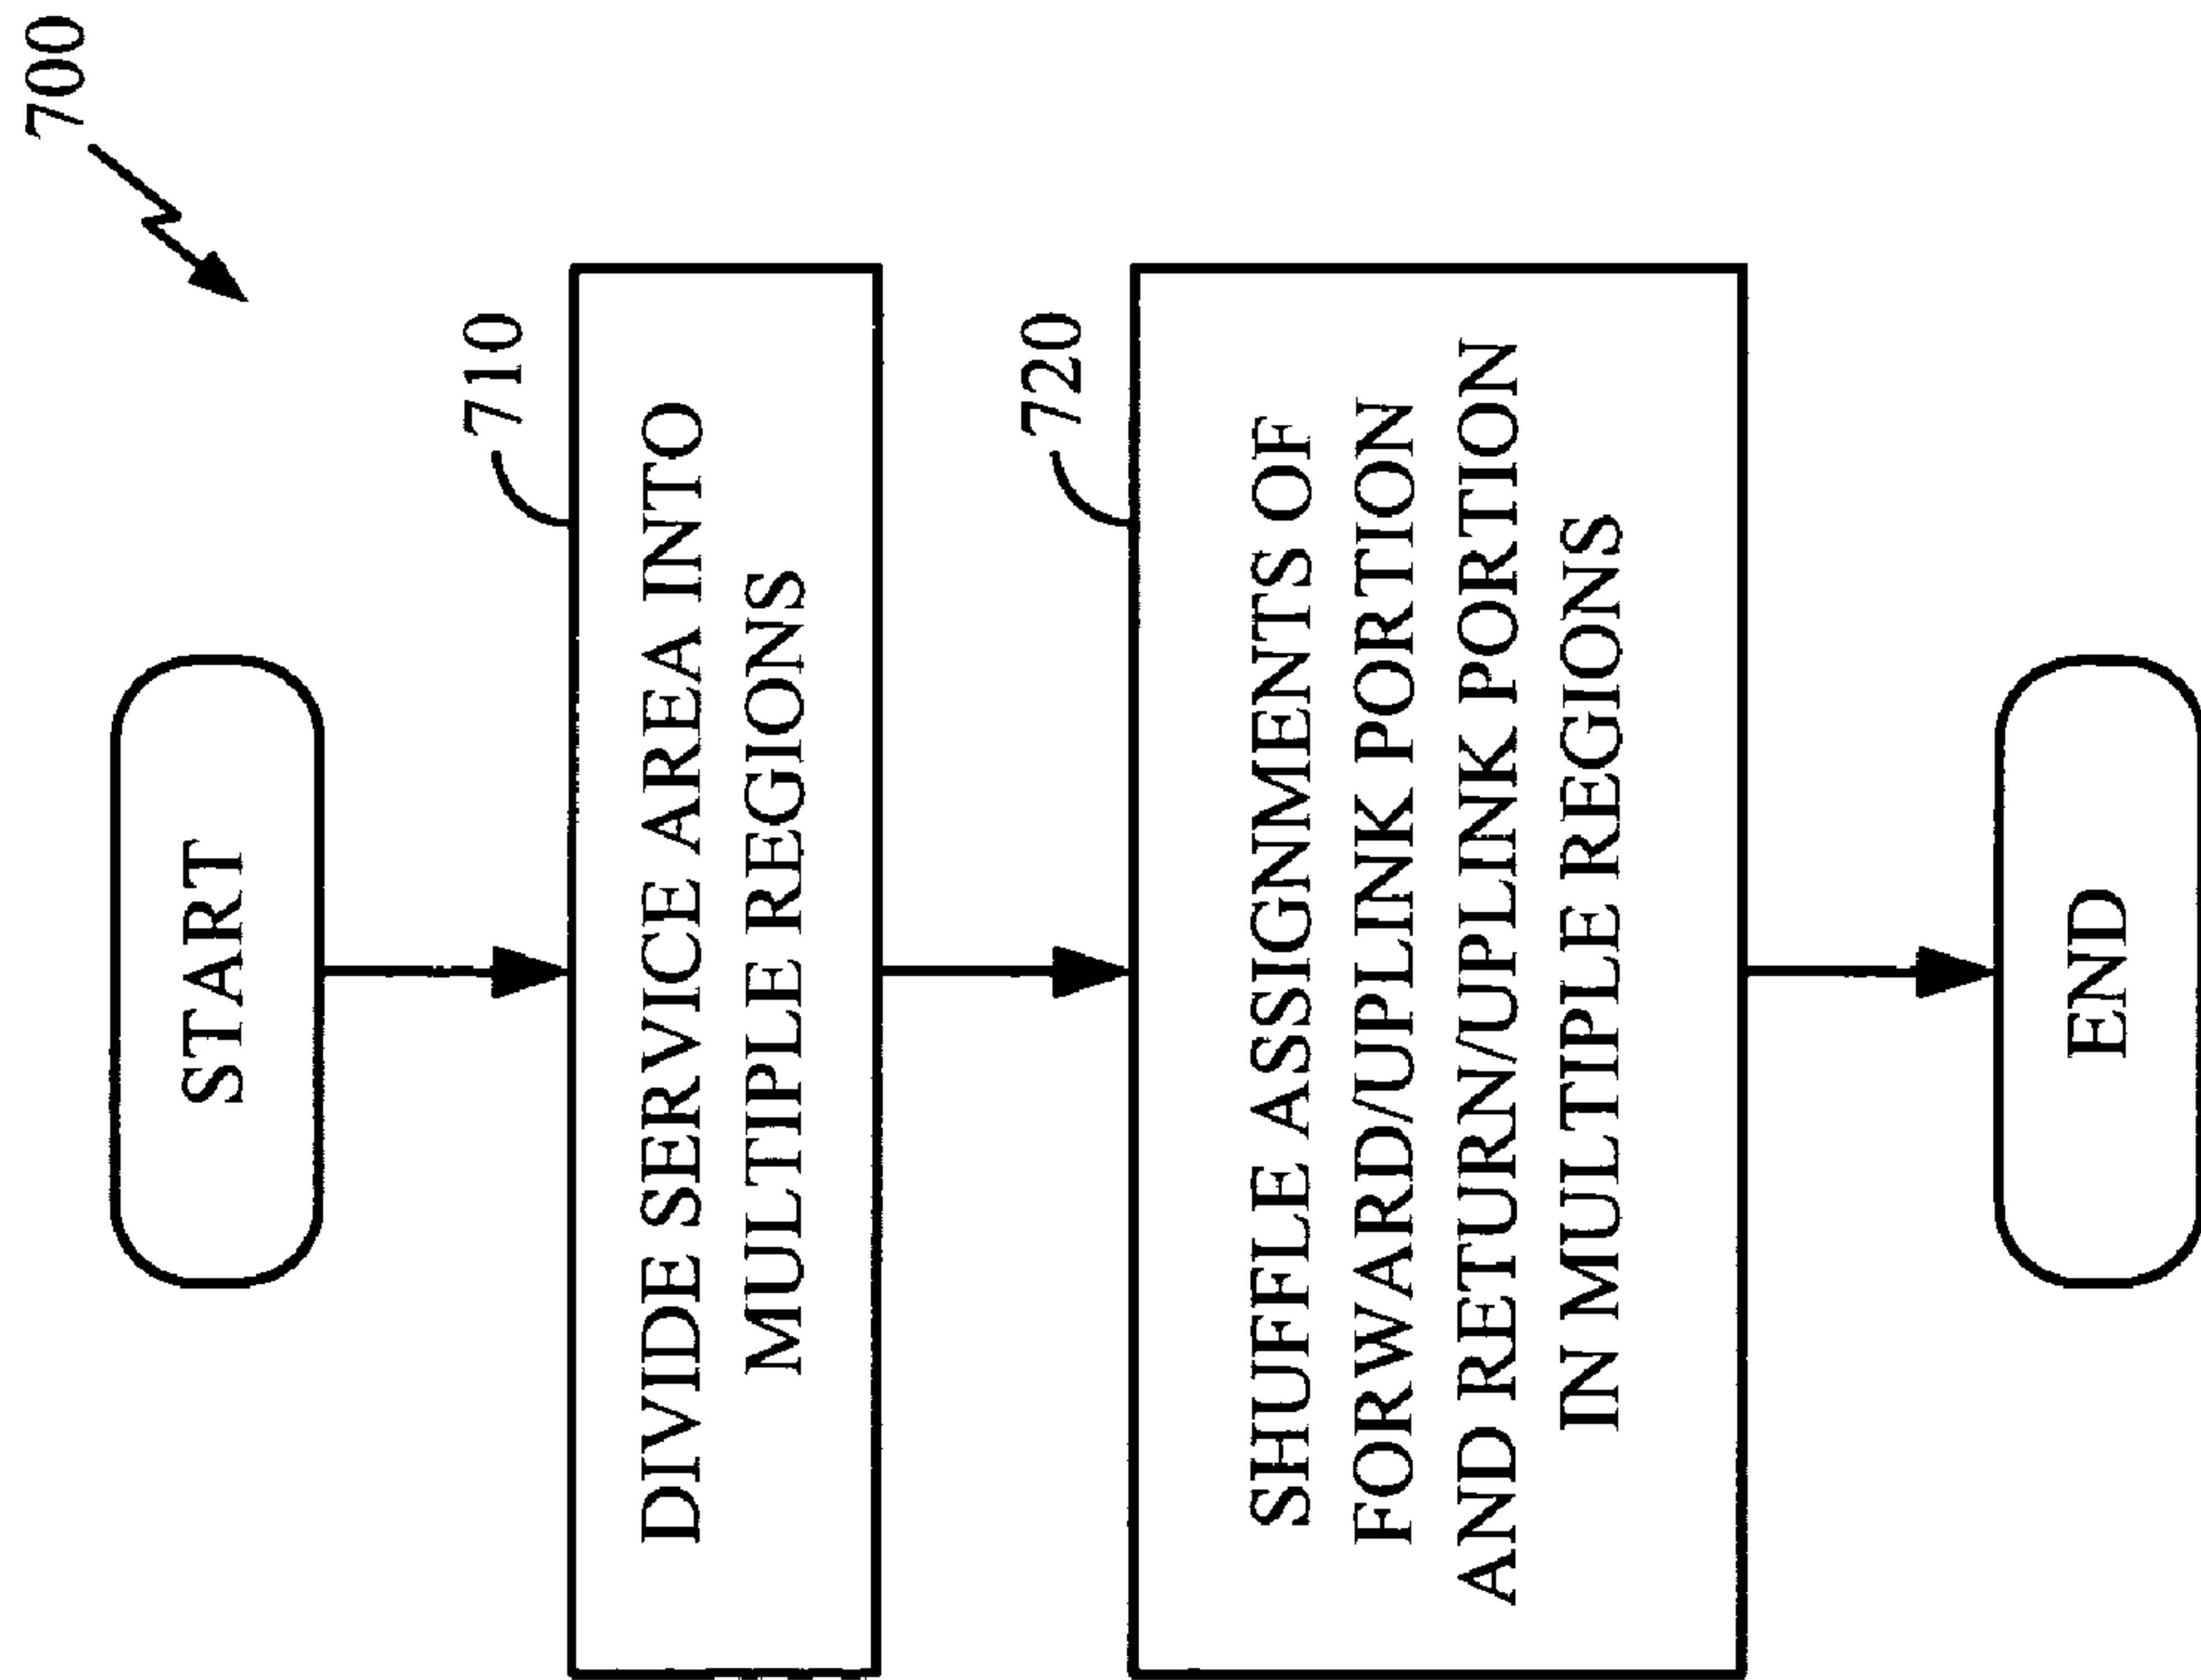 700
START
710
DIVIDE SERVICE AREA INTO
MULTIPLE REGIONS
720
SHUFFLE ASSIGNMENTS OF
FORWARD/UPLINK PORTION
AND RETURN/UPLINK PORTION
IN MULTIPLE REGIONS
END